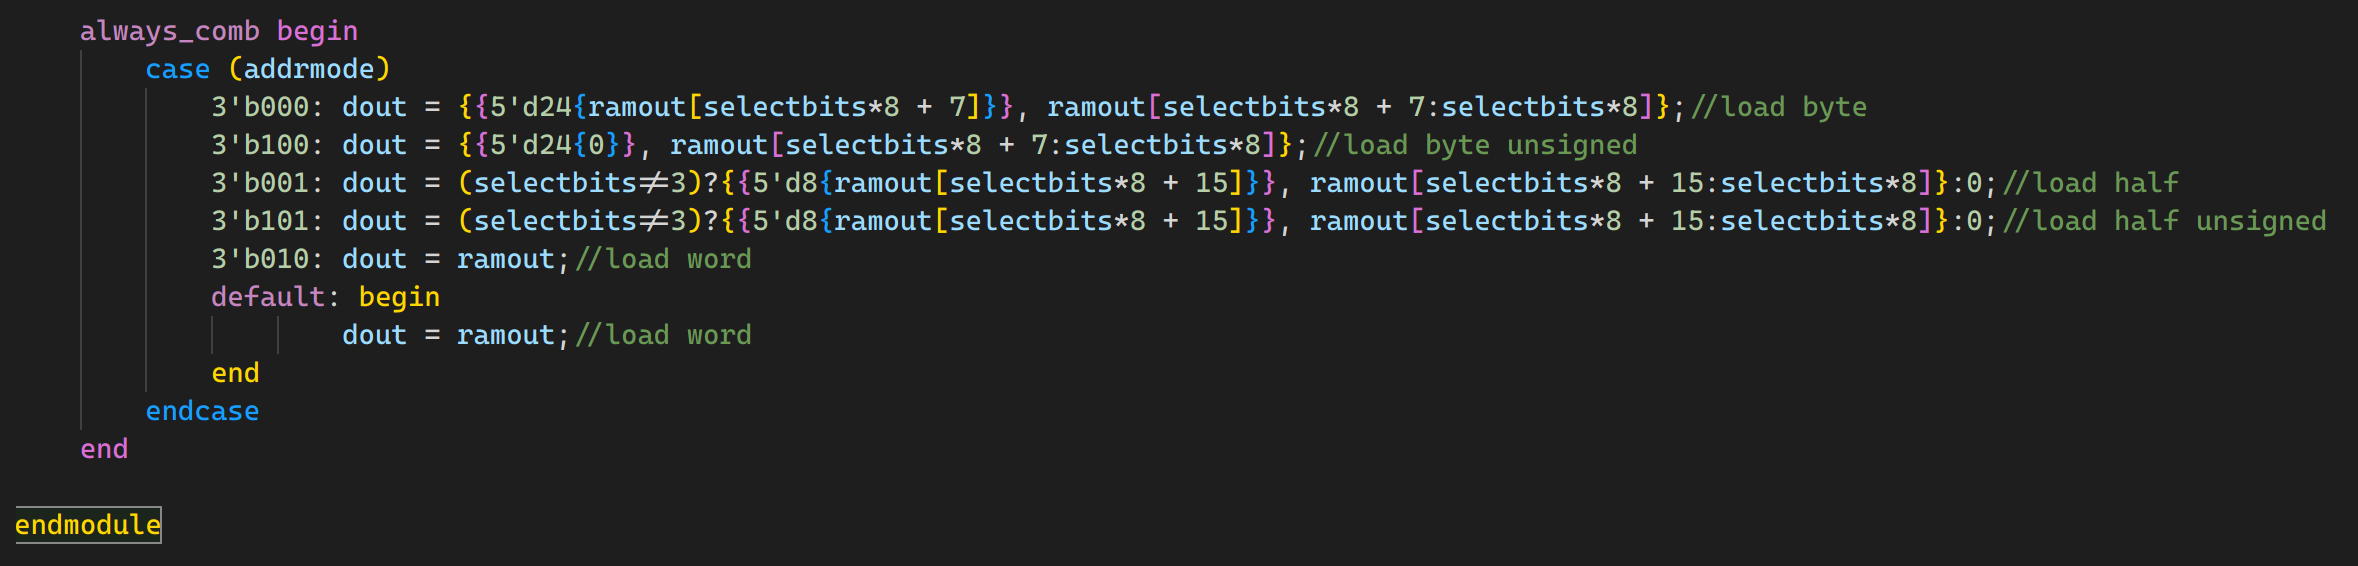 always_comb begin
case (addrmode)
3'b000: dout = {{5'd24{ramout[selectbits*8 + 7]}}, ramout[selectbits*8 + 7:selectbits*8]};//load byte
3'b100: dout = {{5'd24{0}}, ramout[selectbits*8 + 7:selectbits*8]};//load byte unsigned
3'b001: dout = (selectbits!=3)?{{5'd8{ramout[selectbits*8 + 15]}}, ramout[selectbits*8 + 15:selectbits*8]}:0;//load half
3'b101: dout = (selectbits!=3)?{{5'd8{ramout[selectbits*8 + 15]}}, ramout[selectbits*8 + 15:selectbits*8]}:0;//load half unsigned
3'b010: dout = ramout;//load word
default: begin
dout = ramout;//load word
end
endcase
end
endmodule